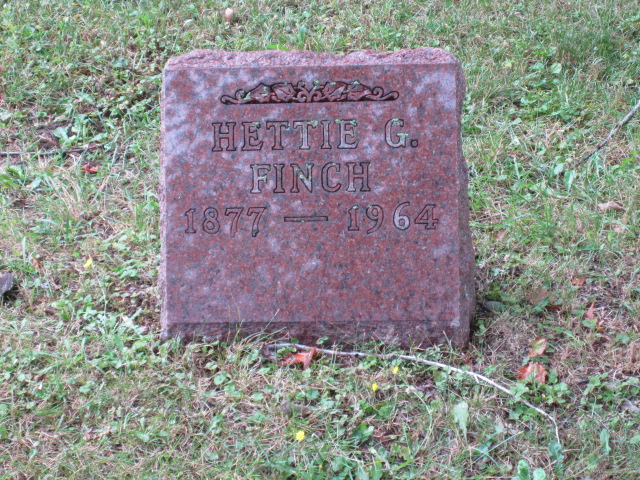 HETTIE G.
FINCH
1877 — 1964